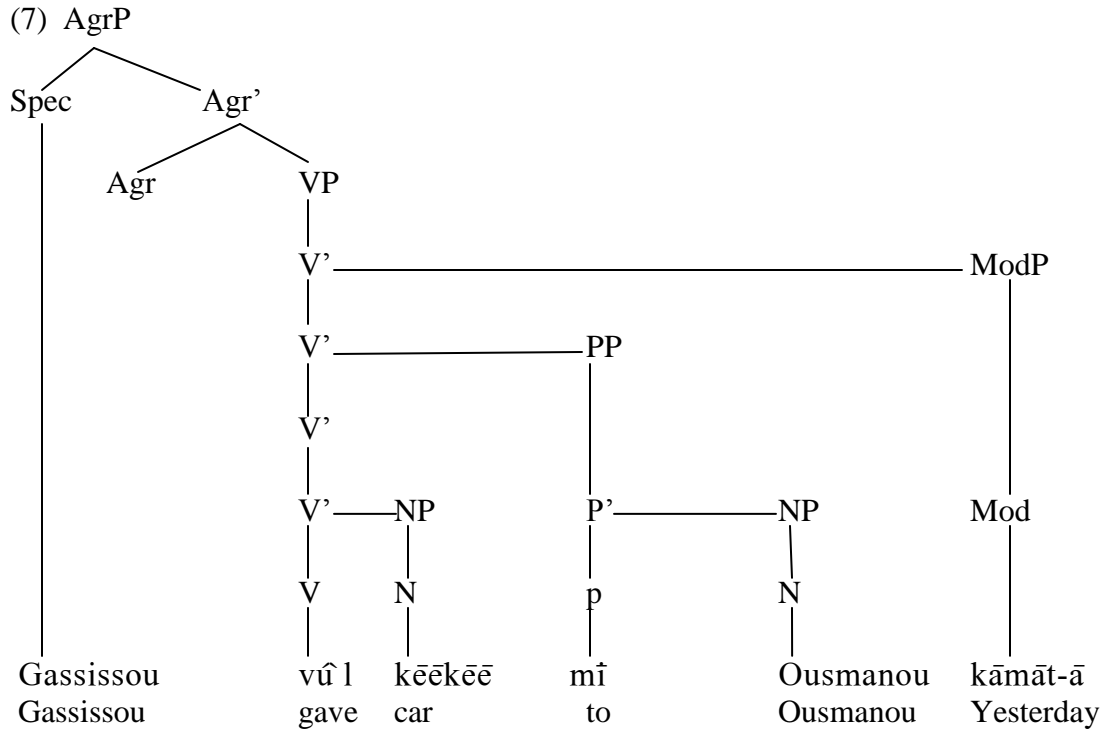 (7) AgrP
Spec Agr’
Agr VP
V’ ModP
V’ PP
V’
V’ NP P’ NP Mod
V N p N
Gassissou vû l kēēkēē mī Ousmanou kāmāt-ā
Gassissou gave car to Ousmanou Yesterday